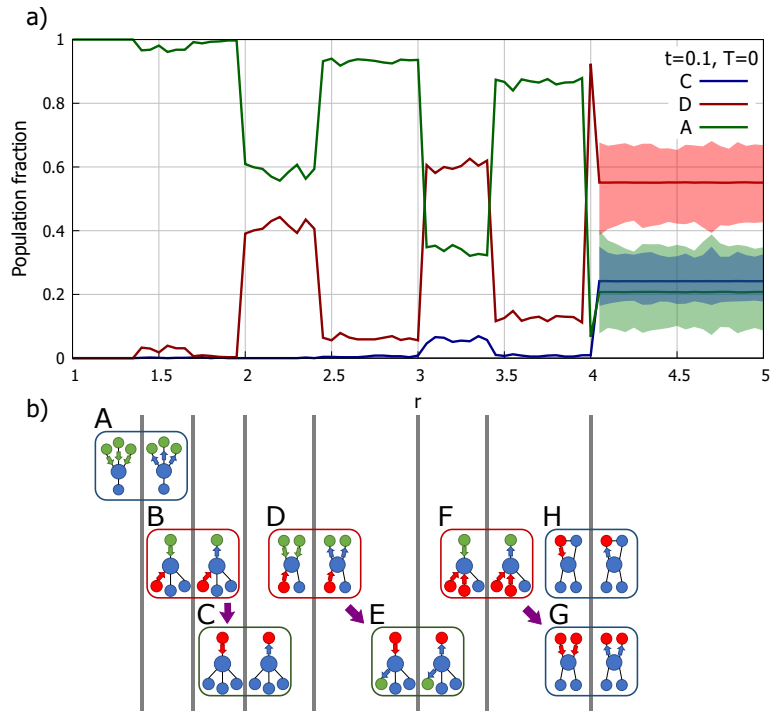 a)
t=0.1, T=0
C
D
A
Population fraction
1
0.8
0.6
0.4
0.2
0
1 1.5 2 2.5 3 3.5 4 4.5 5
r
b)
A
B D F H
C E G